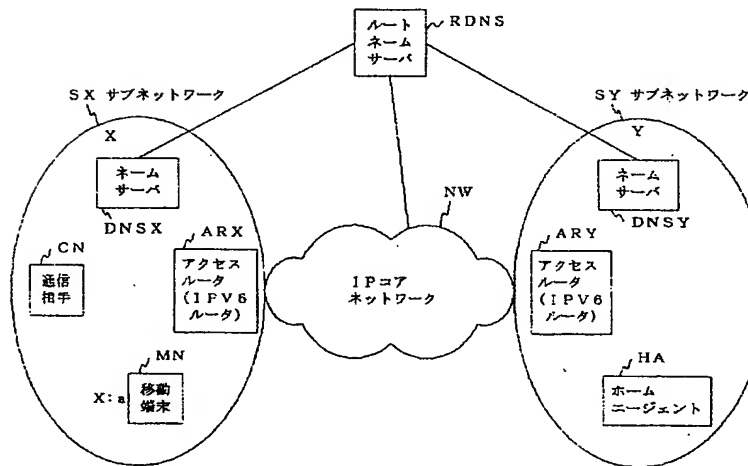 ルート
ネーム
サーバ
RDNS
SX サブネットワーク
X
ネーム
サーバ
DNSX
CN
通信
相手
ARX
アクセス
ルータ
(IPV6
ルータ)
MN
X:a
移動
端末
NW
IPコア
ネットワーク
SY サブネットワーク
Y
ネーム
サーバ
DNSY
ARY
アクセス
ルータ
(IPV6
ルータ)
HA
ホーム
エージェント